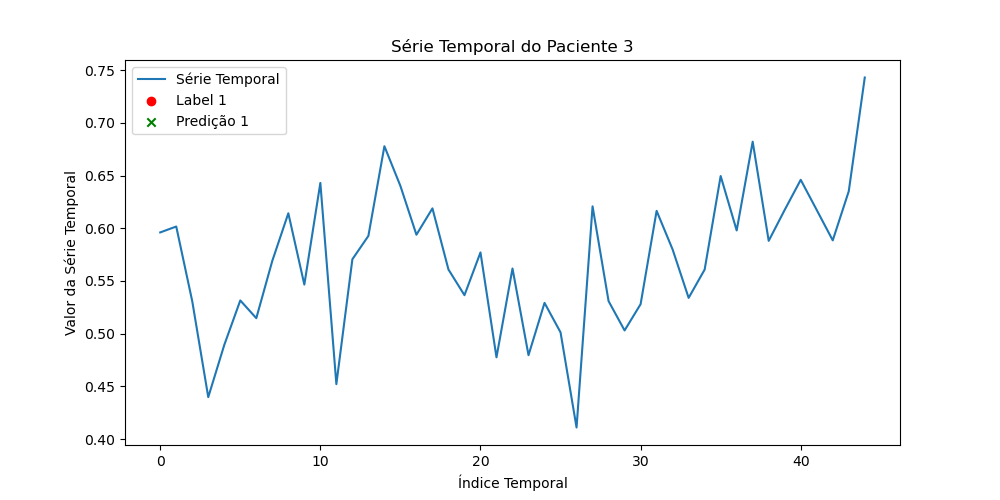 Série Temporal do Paciente 3
Série Temporal
Label 1
Predição 1
Valor da Série Temporal
0.75
0.70
0.65
0.60
0.55
0.50
0.45
0.40
0 10 20 30 40
Índice Temporal